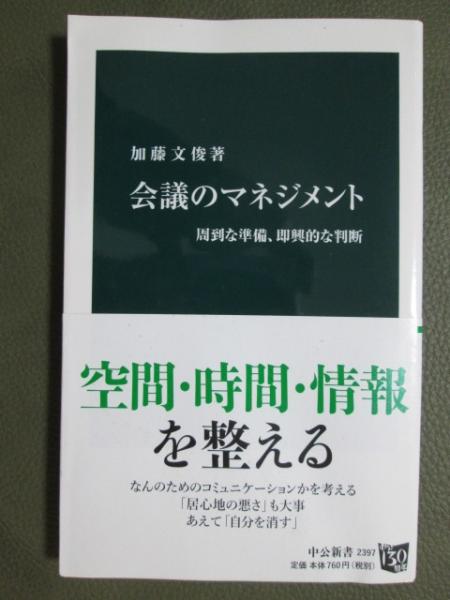 加藤文俊著
会議のマネジメント
周到な準備、即興的な判断
空間・時間・情報
を整える
なんのためのコミュニケーションかを考える
「居心地の悪さ」も大事
あえて「自分を消す」
中公新書 2397
定価 本体760円(税別)
130